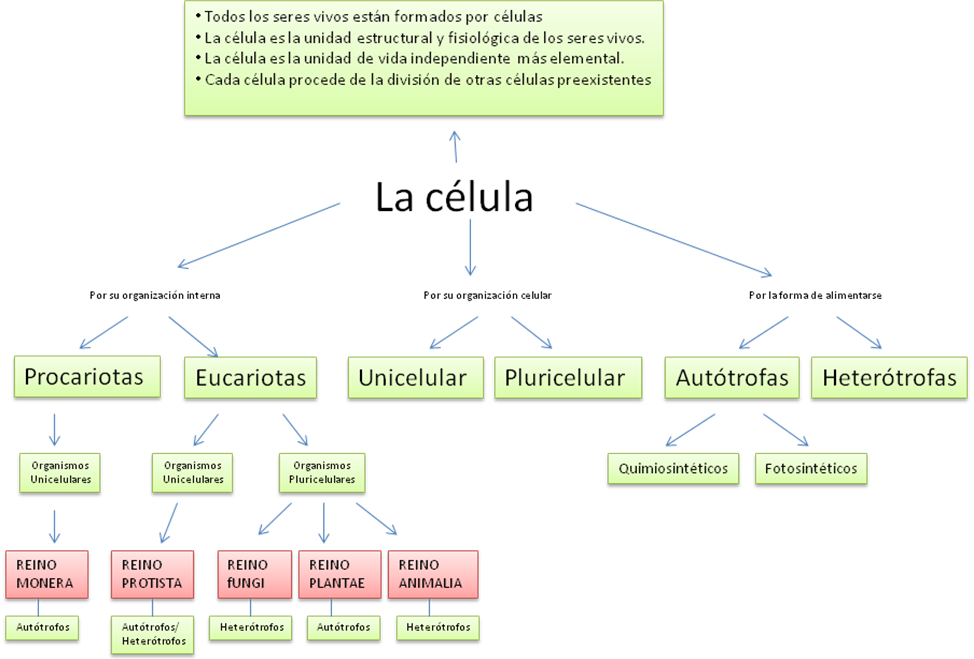 • Todos los seres vivos están formados por células
• La célula es la unidad estructural y fisiológica de los seres vivos.
• La célula es la unidad de vida independiente más elemental.
• Cada célula procede de la división de otras células preexistentes
La célula
Por su organización interna
Por su organización celular
Por la forma de alimentarse
Procariotas
Eucariotas
Unicelular
Pluricelular
Autótrofas
Heterótrofas
Organismos
Unicelulares
Organismos
Unicelulares
Organismos
Pluricelulares
Quimiosintéticos
Fotosintéticos
REINO
MONERA
REINO
PROTISTA
REINO
fUNGI
REINO
PLANTAE
REINO
ANIMALIA
Autótrofos
Autótrofos/
Heterótrofos
Heterótrofos
Autótrofos
Heterótrofos